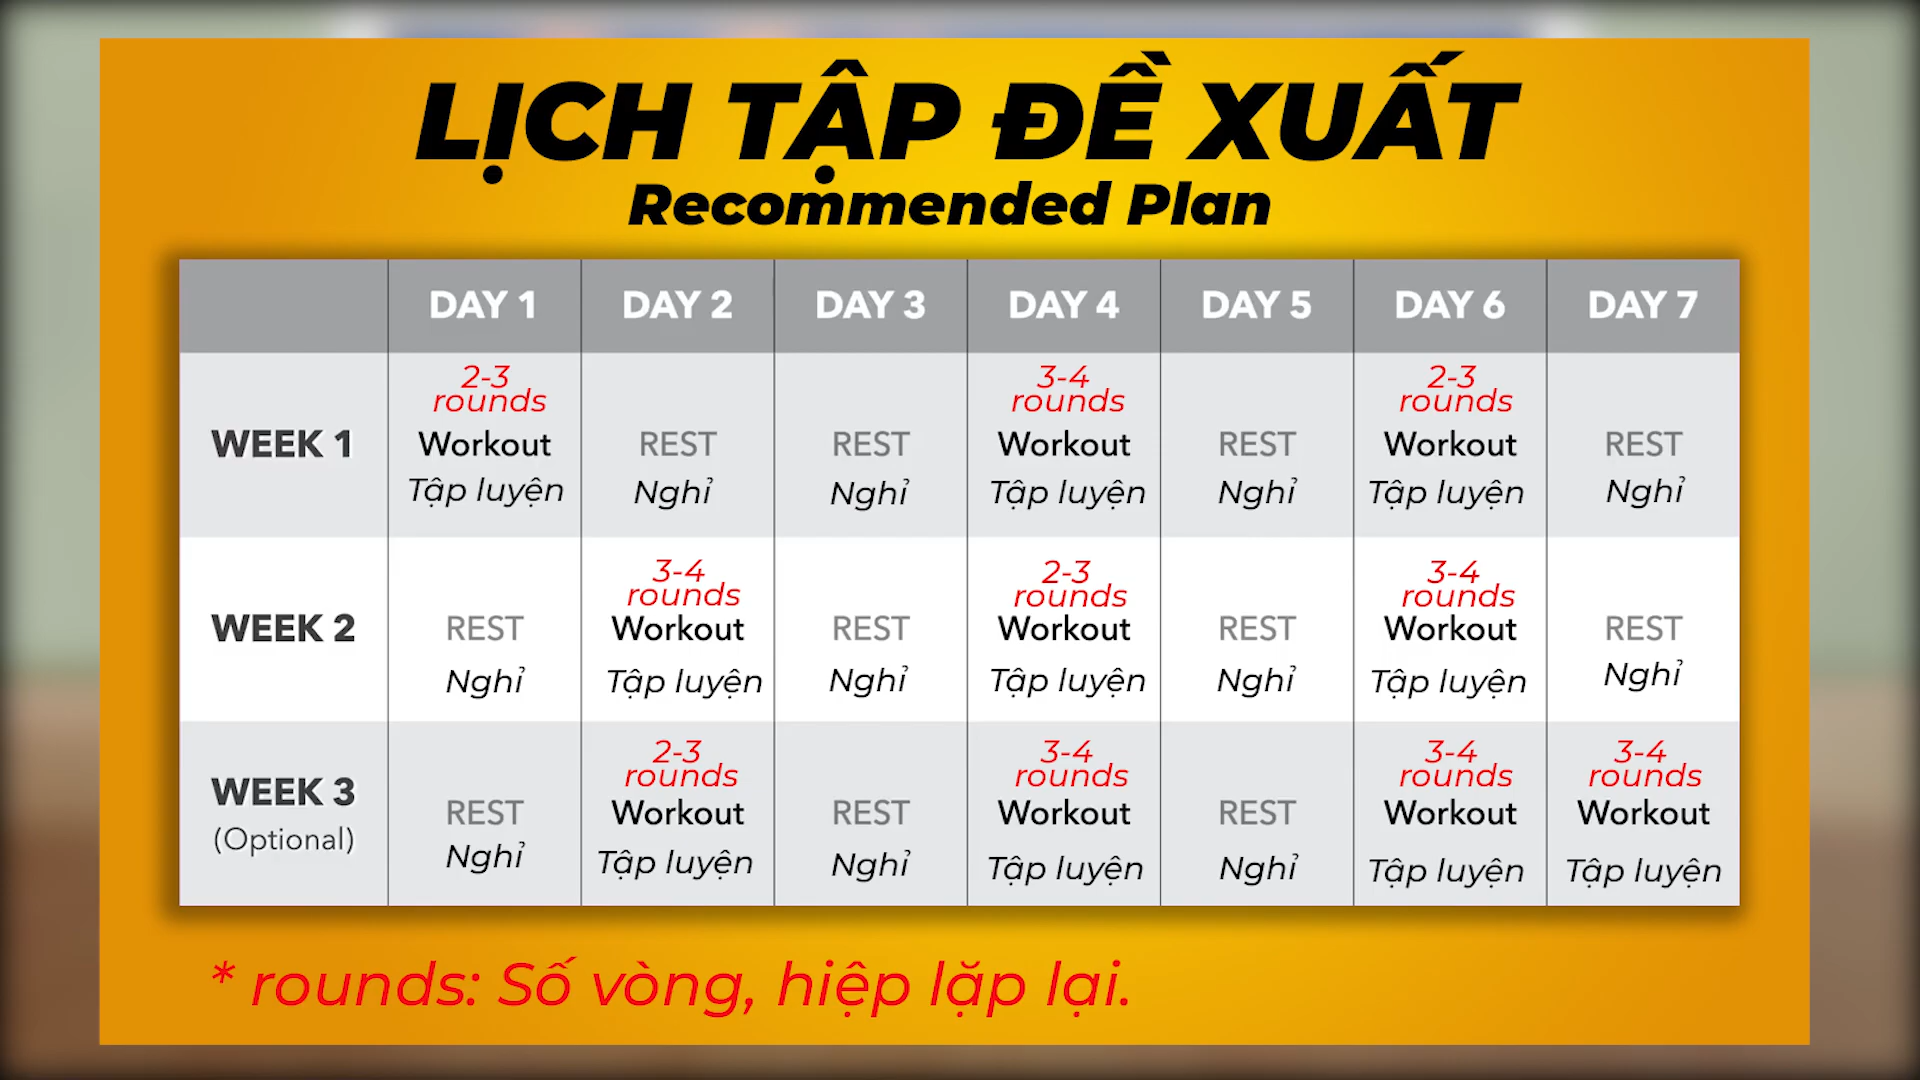 LỊCH TẬP ĐỀ XUẤT
Recommended Plan
DAY 1 DAY 2 DAY 3 DAY 4 DAY 5 DAY 6 DAY 7
WEEK 1
2-3
rounds
Workout
Tập luyện
REST
Nghỉ
REST
Nghỉ
3-4
rounds
Workout
Tập luyện
REST
Nghỉ
2-3
rounds
Workout
Tập luyện
REST
Nghỉ
WEEK 2
REST
Nghỉ
3-4
rounds
Workout
Tập luyện
REST
Nghỉ
2-3
rounds
Workout
Tập luyện
REST
Nghỉ
3-4
rounds
Workout
Tập luyện
REST
Nghỉ
WEEK 3
(Optional)
REST
Nghỉ
2-3
rounds
Workout
Tập luyện
REST
Nghỉ
3-4
rounds
Workout
Tập luyện
REST
Nghỉ
3-4
rounds
Workout
Tập luyện
3-4
rounds
Workout
Tập luyện
* rounds: Số vòng, hiệp lặp lại.